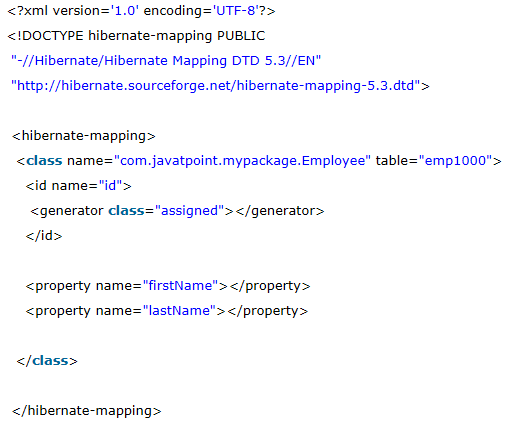 <?xml version='1.0' encoding='UTF-8'?>
<!DOCTYPE hibernate-mapping PUBLIC
"-//Hibernate/Hibernate Mapping DTD 5.3//EN"
"http://hibernate.sourceforge.net/hibernate-mapping-5.3.dtd">
<hibernate-mapping>
<class name="com.javatpoint.mypackage.Employee" table="emp1000">
<id name="id">
<generator class="assigned"></generator>
</id>
<property name="firstName"></property>
<property name="lastName"></property>
</class>
</hibernate-mapping>